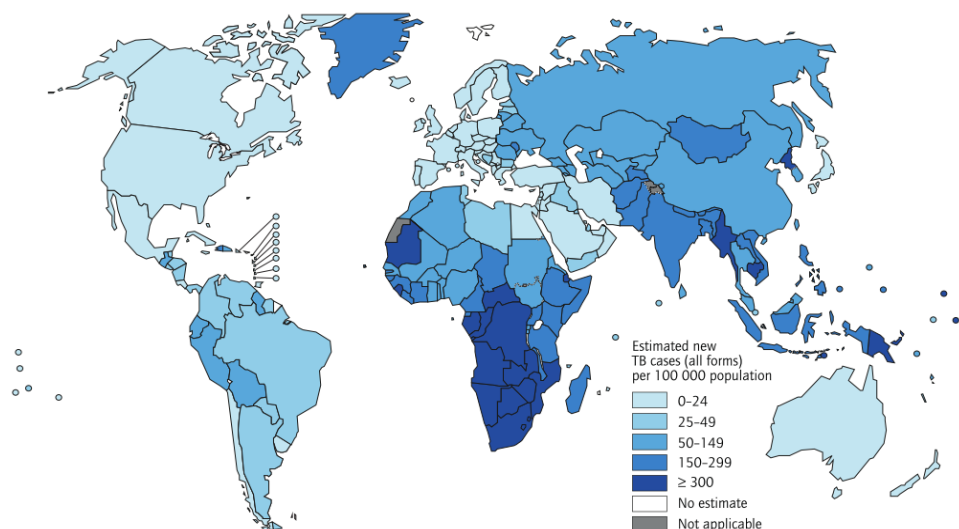 Estimated new
TB cases (all forms)
per 100 000 population
0–24
25–49
50–149
150–299
≥ 300
No estimate
Not applicable